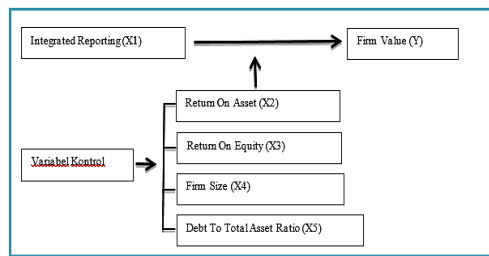 Integrated Reporting (X1)
Firm Value (Y)
Return On Asset (X2)
Return On Equity (X3)
Variabel Kontrol
Firm Size (X4)
Debt To Total Asset Ratio (X5)